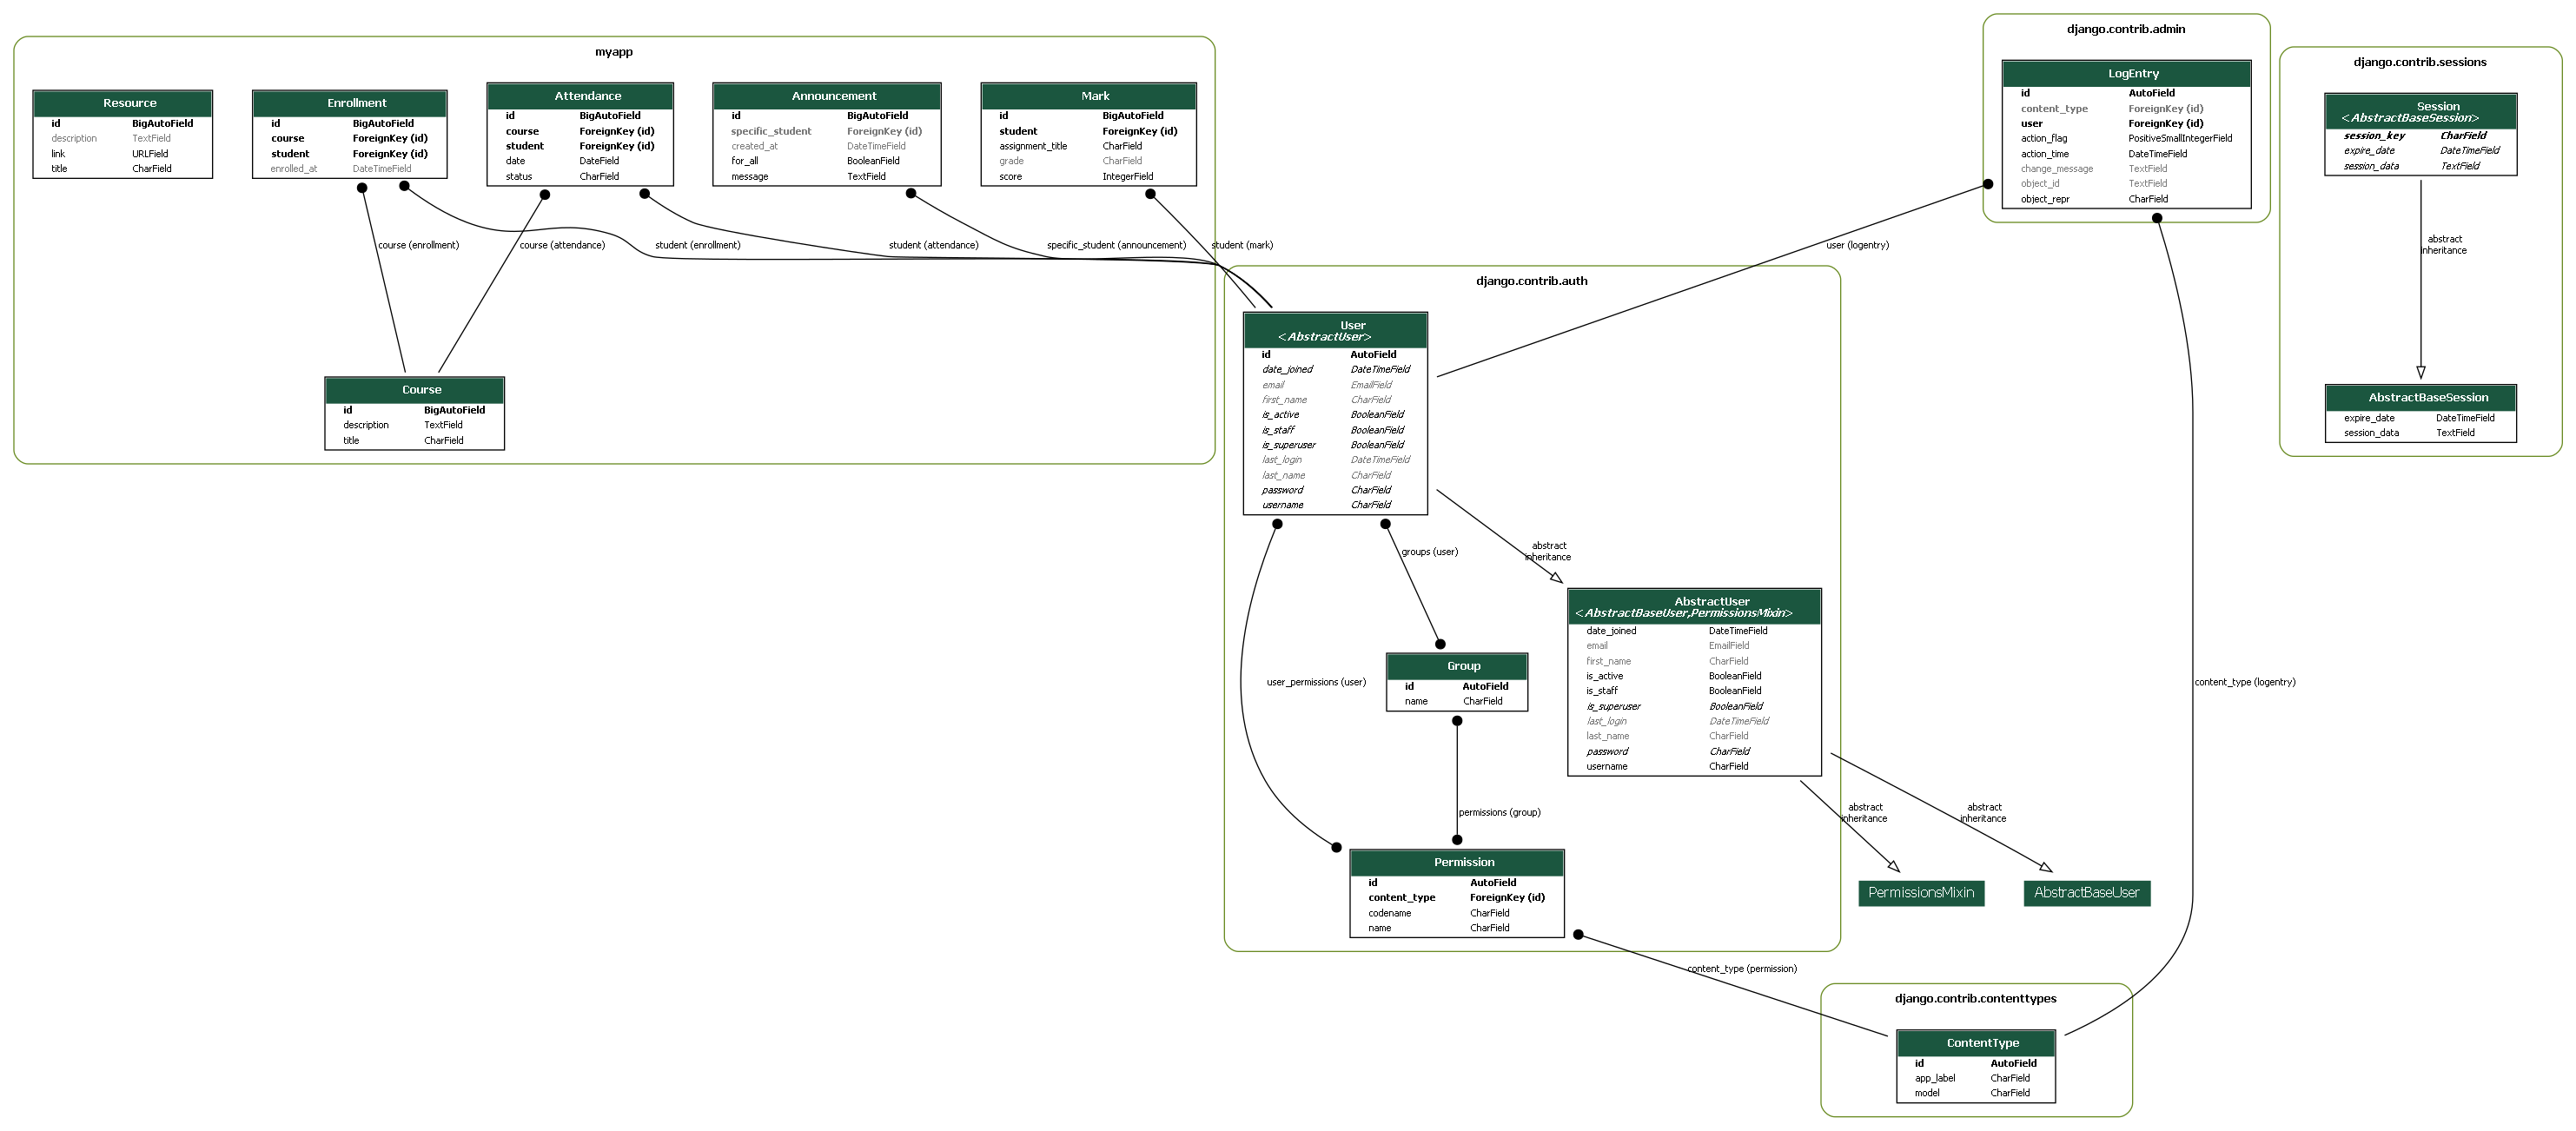 myapp
Resource
id BigAutoField
description TextField
link URLField
title CharField
Enrollment
id BigAutoField
course ForeignKey (id)
student ForeignKey (id)
enrolled_at DateTimeField
Attendance
id BigAutoField
course ForeignKey (id)
student ForeignKey (id)
date DateField
status CharField
Announcement
id BigAutoField
specific_student ForeignKey (id)
created_at DateTimeField
for_all BooleanField
message TextField
Mark
id BigAutoField
student ForeignKey (id)
assignment_title CharField
grade CharField
score IntegerField
course (enrollment)
student (enrollment)
course (attendance)
student (attendance)
specific_student (announcement)
student (mark)
Course
id BigAutoField
description TextField
title CharField
django.contrib.admin
LogEntry
id AutoField
content_type ForeignKey (id)
user ForeignKey (id)
action_flag PositiveSmallIntegerField
action_time DateTimeField
change_message TextField
object_id TextField
object_repr CharField
user (logentry)
django.contrib.sessions
Session
<AbstractBaseSession>
session_key CharField
expire_date DateTimeField
session_data TextField
abstract
inheritance
AbstractBaseSession
expire_date DateTimeField
session_data TextField
django.contrib.auth
User
<AbstractUser>
id AutoField
date_joined DateTimeField
email EmailField
first_name CharField
is_active BooleanField
is_staff BooleanField
is_superuser BooleanField
last_login DateTimeField
last_name CharField
password CharField
username CharField
groups (user)
abstract
inheritance
user_permissions (user)
Group
id AutoField
name CharField
AbstractUser
<AbstractBaseUser,PermissionsMixin>
date_joined DateTimeField
email EmailField
first_name CharField
is_active BooleanField
is_staff BooleanField
is_superuser BooleanField
last_login DateTimeField
last_name CharField
password CharField
username CharField
content_type (logentry)
permissions (group)
abstract
inheritance
abstract
inheritance
Permission
id AutoField
content_type ForeignKey (id)
codename CharField
name CharField
PermissionsMixin
AbstractBaseUser
content_type (permission)
django.contrib.contenttypes
ContentType
id AutoField
app_label CharField
model CharField